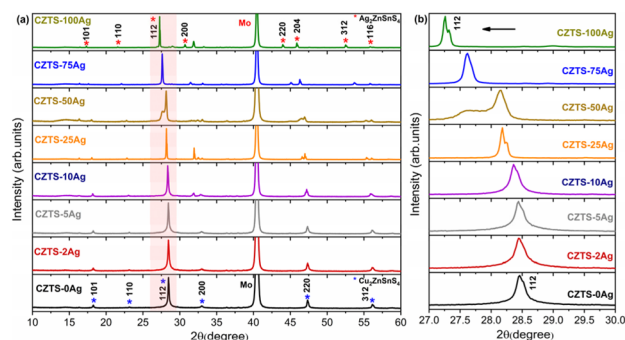 (a)
CZTS-100Ag
101
110
112
200
Mo
* Ag2ZnSnS4
220
204
312
116
CZTS-75Ag
CZTS-50Ag
CZTS-25Ag
CZTS-10Ag
CZTS-5Ag
CZTS-2Ag
CZTS-0Ag
101
110
112
200
Mo
* Cu2ZnSnS4
220
312
Intensity (arb.units)
10 15 20 25 30 35 40 45 50 55 60
2θ(degree)
(b)
112
CZTS-100Ag
CZTS-75Ag
CZTS-50Ag
CZTS-25Ag
CZTS-10Ag
CZTS-5Ag
CZTS-2Ag
112
CZTS-0Ag
Intensity (arb.units)
27.0 27.5 28.0 28.5 29.0 29.5 30.0
2θ(degree)